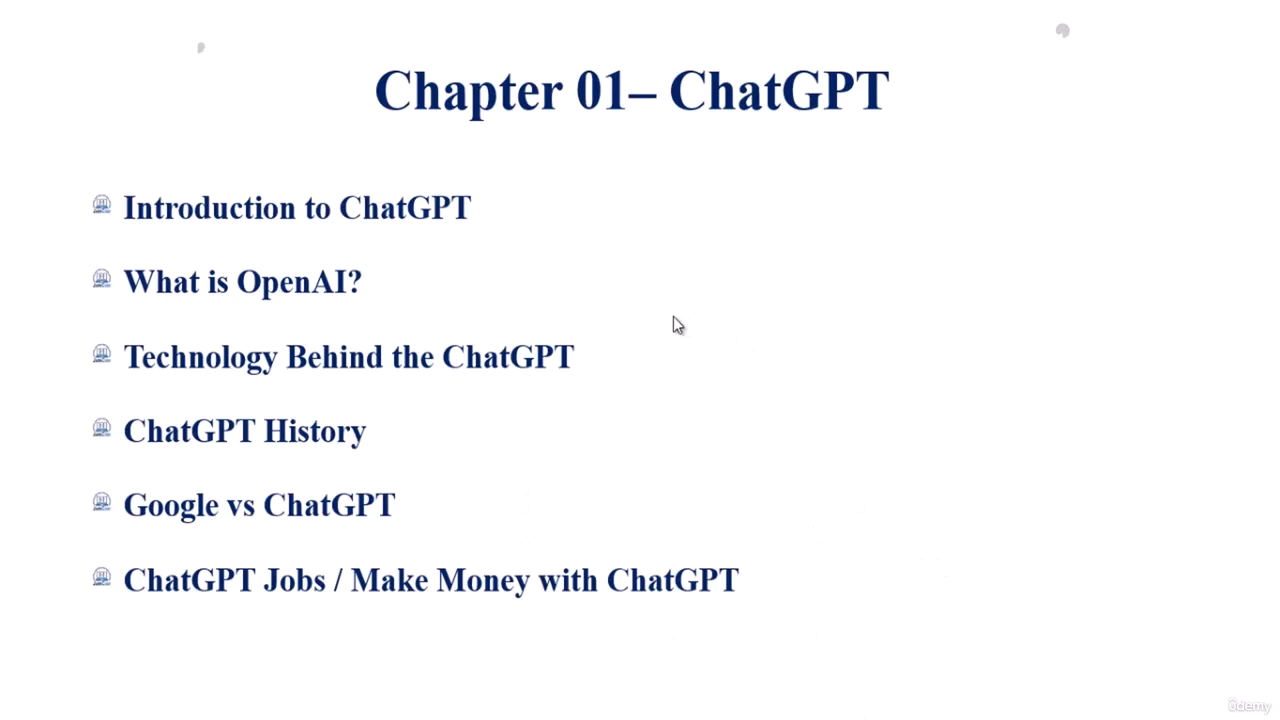 Chapter 01– ChatGPT
Introduction to ChatGPT
What is OpenAI?
Technology Behind the ChatGPT
ChatGPT History
Google vs ChatGPT
ChatGPT Jobs / Make Money with ChatGPT
ûdemy